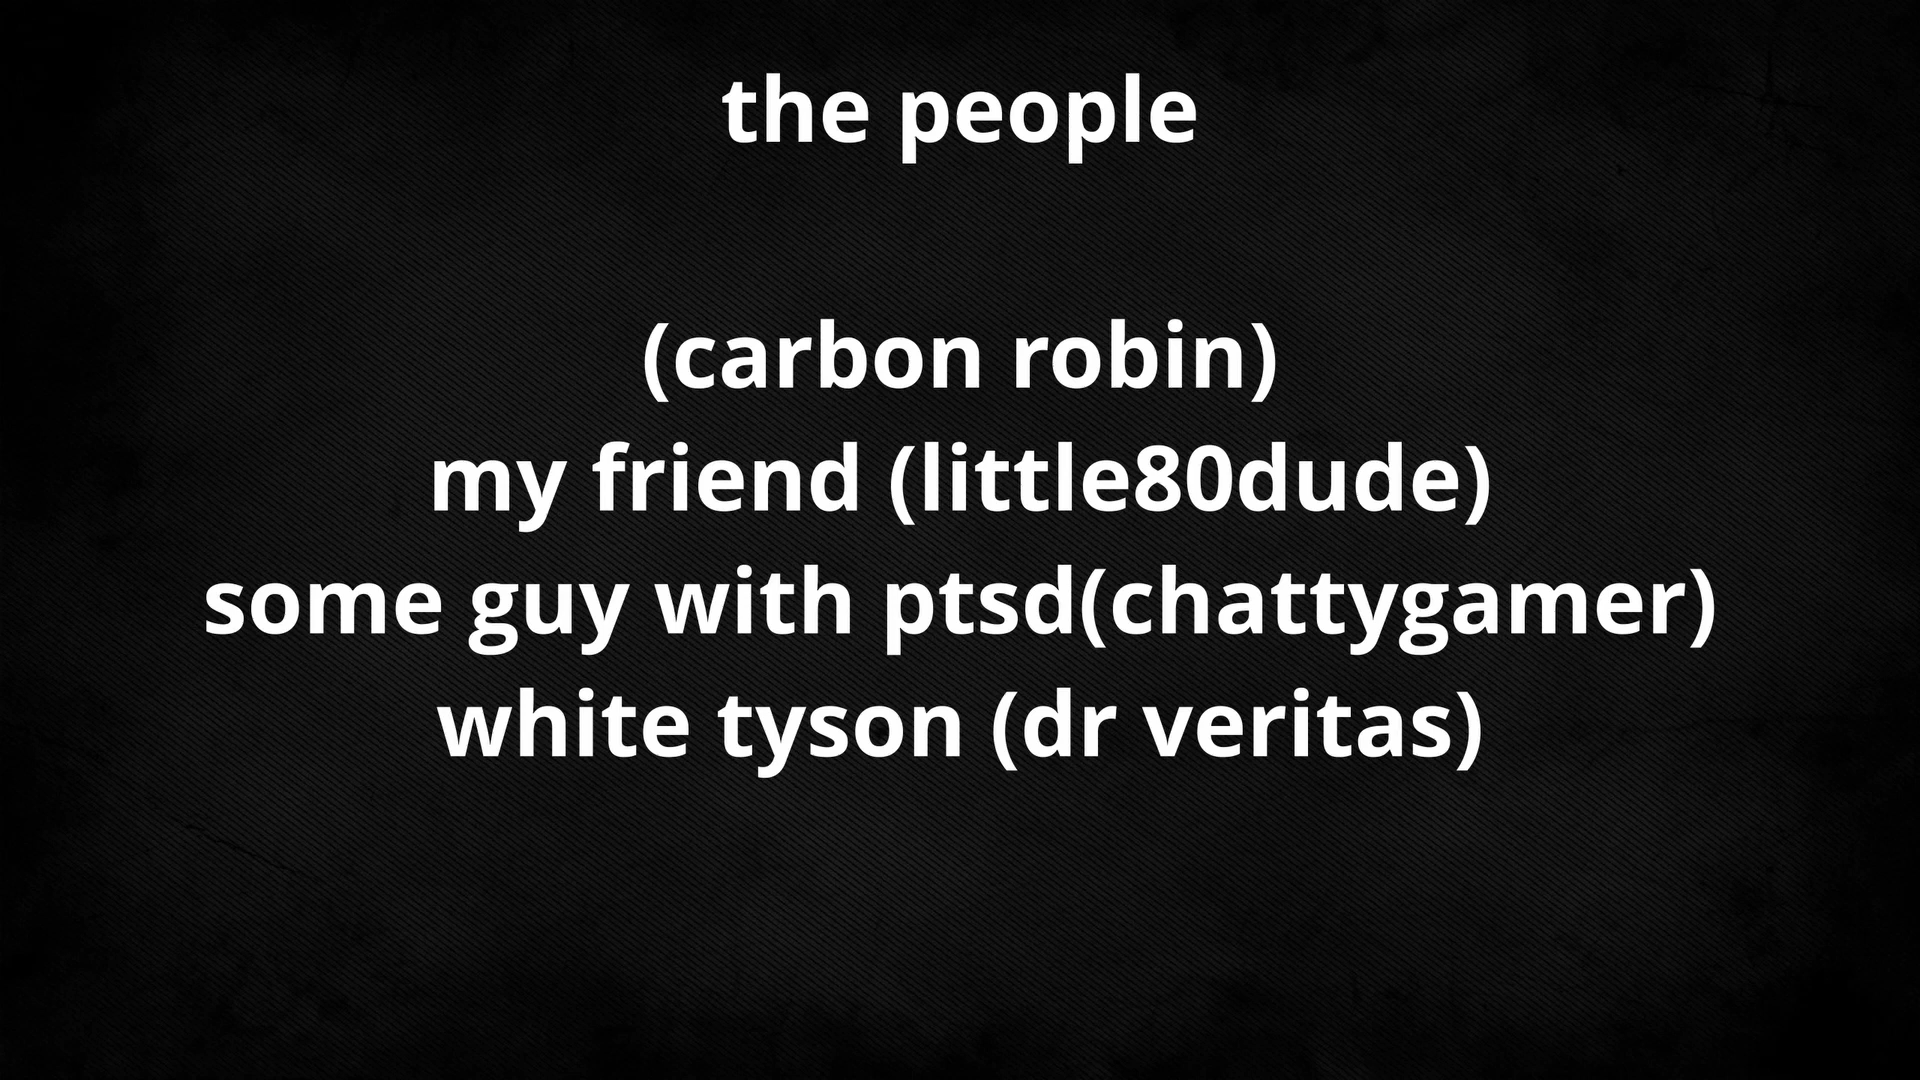 the people
(carbon robin)
my friend (little80dude)
some guy with ptsd(chattygamer)
white tyson (dr veritas)